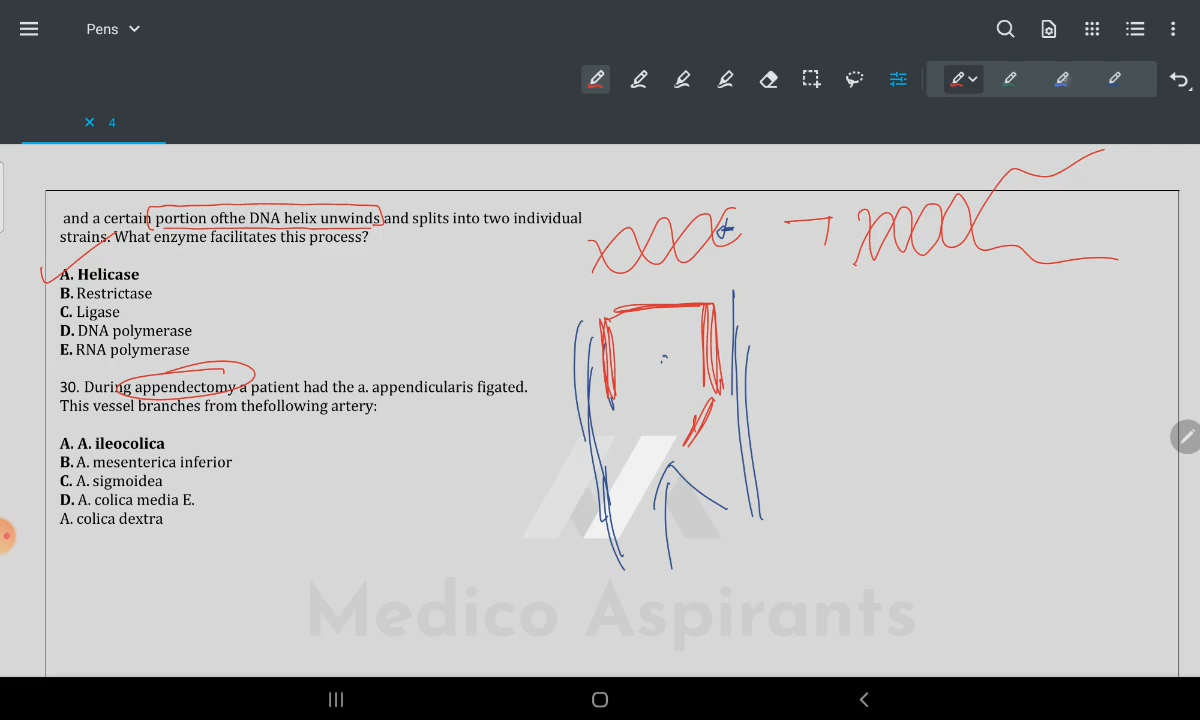 Pens
4
and a certain portion ofthe DNA helix unwinds and splits into two individual
strains. What enzyme facilitates this process?
A. Helicase
B. Restrictase
C. Ligase
D. DNA polymerase
E. RNA polymerase
30. During appendectomy a patient had the a. appendicularis figated.
This vessel branches from thefollowing artery:
A. A. ileocolica
B. A. mesenterica inferior
C. A. sigmoidea
D. A. colica media E.
A. colica dextra
Medico Aspirants